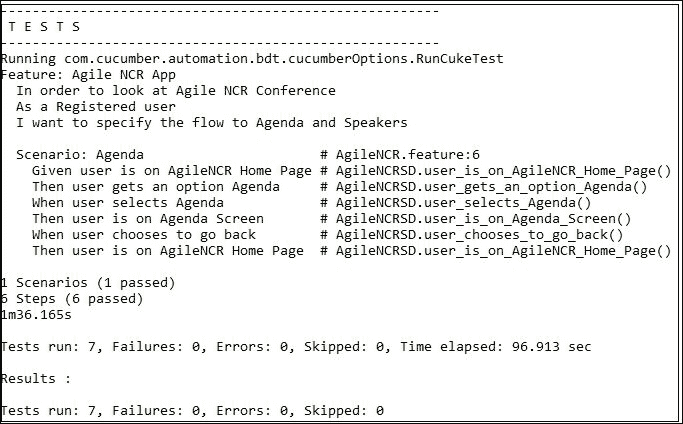 -------------------------------------------------------
 T E S T S
-------------------------------------------------------
Running com.cucumber.automation.bdt.cucumberOptions.RunCukeTest
Feature: Agile NCR App
  In order to look at Agile NCR Conference
  As a Registered user
  I want to specify the flow to Agenda and Speakers

  Scenario: Agenda                      # AgileNCR.feature:6
    Given user is on AgileNCR Home Page # AgileNCRSD.user_is_on_AgileNCR_Home_Page()
    Then user gets an option Agenda     # AgileNCRSD.user_gets_an_option_Agenda()
    When user selects Agenda            # AgileNCRSD.user_selects_Agenda()
    Then user is on Agenda Screen       # AgileNCRSD.user_is_on_Agenda_Screen()
    When user chooses to go back        # AgileNCRSD.user_chooses_to_go_back()
    Then user is on AgileNCR Home Page  # AgileNCRSD.user_is_on_AgileNCR_Home_Page()

1 Scenarios (1 passed)
6 Steps (6 passed)
1m36.165s

Tests run: 7, Failures: 0, Errors: 0, Skipped: 0, Time elapsed: 96.913 sec

Results :

Tests run: 7, Failures: 0, Errors: 0, Skipped: 0